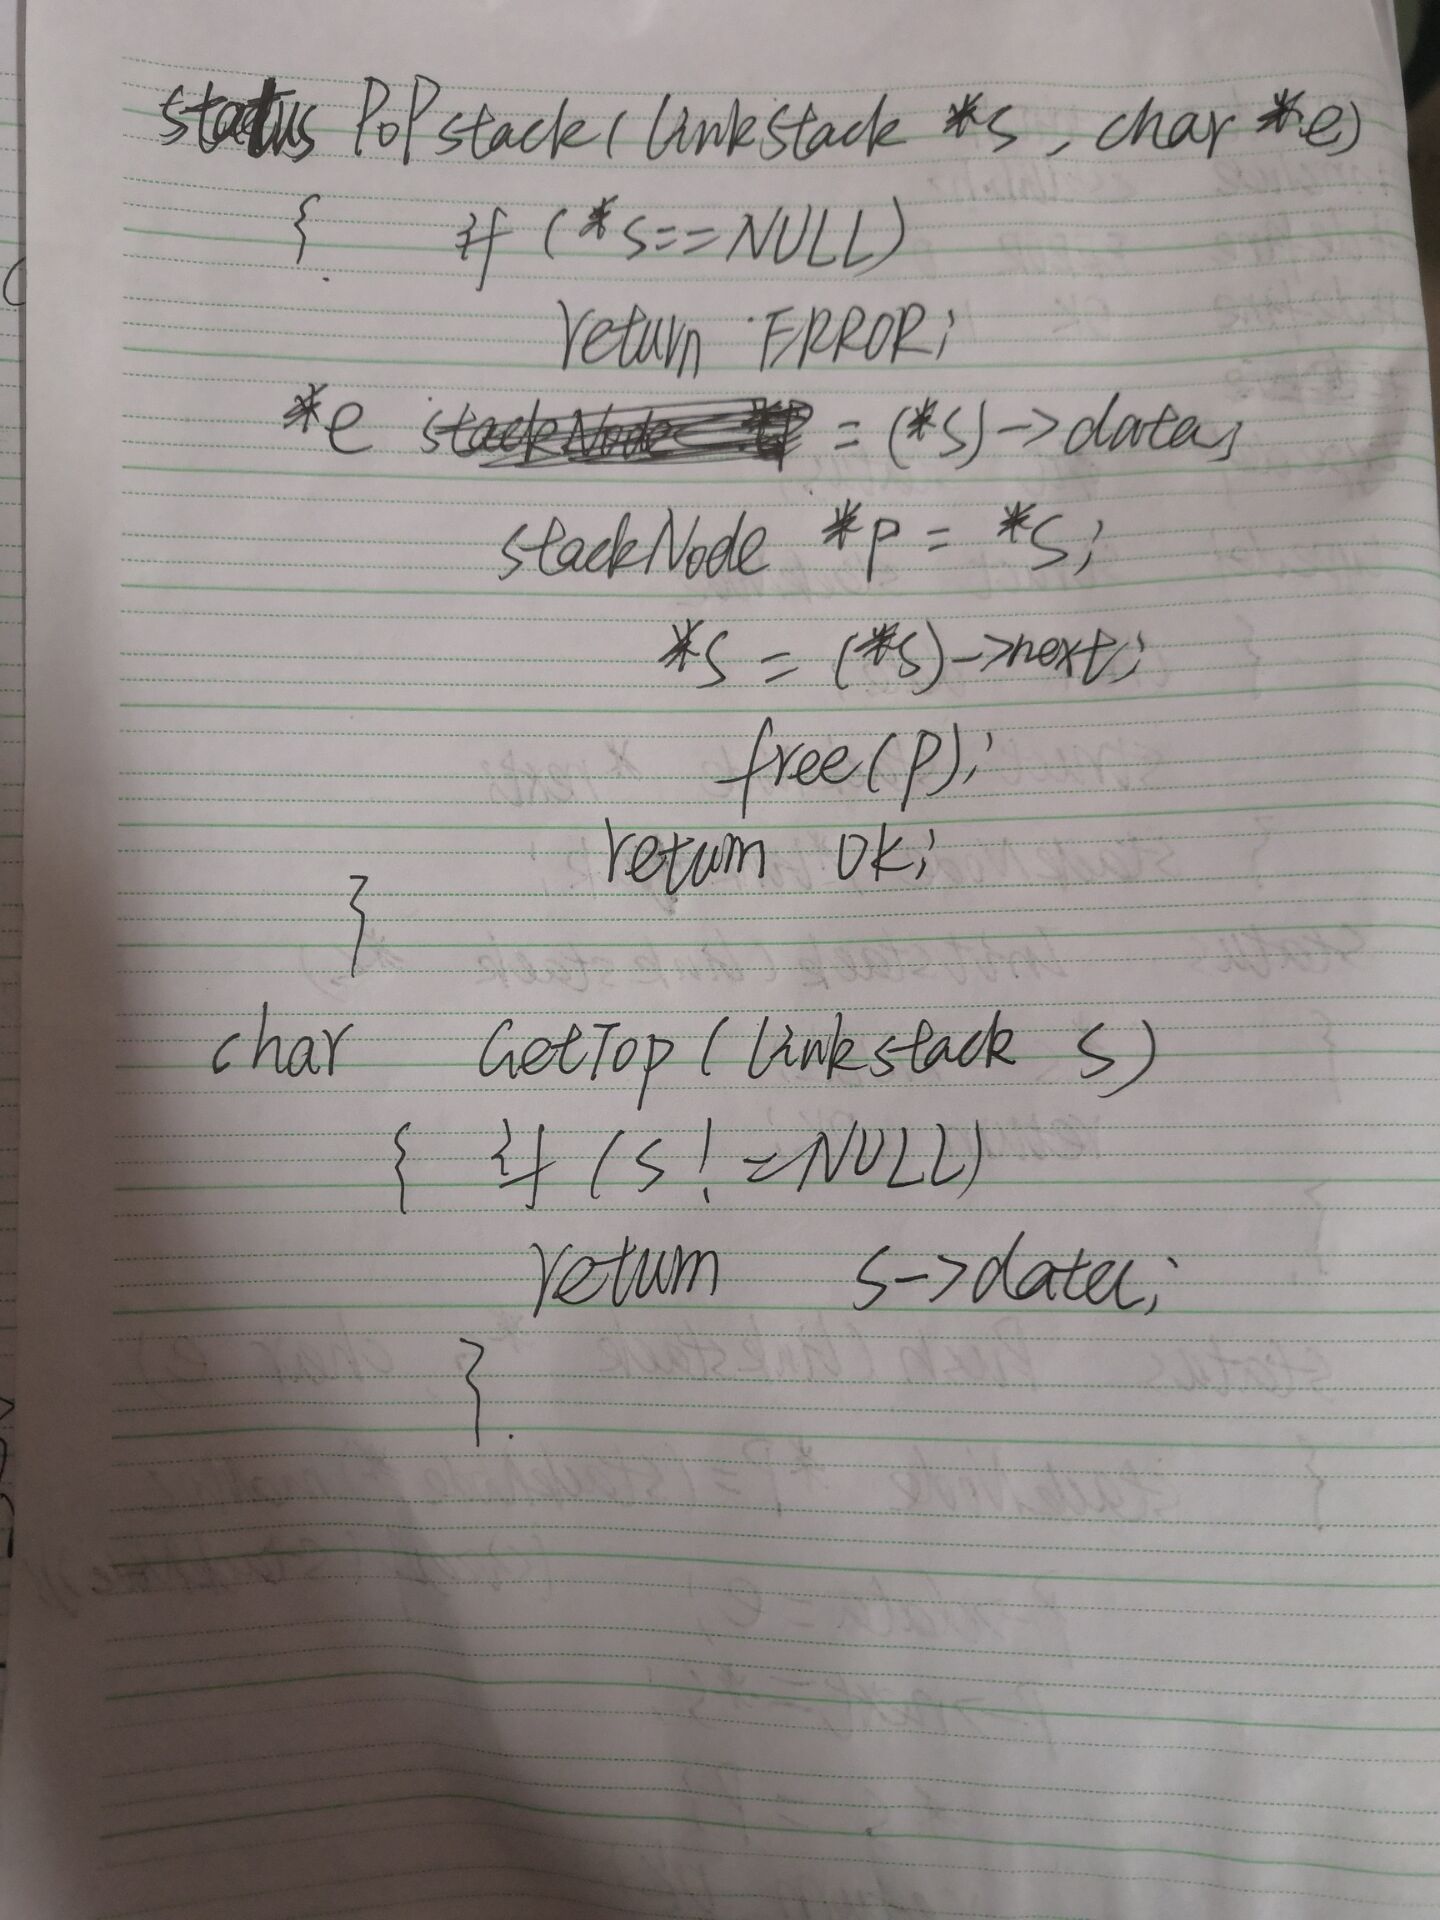 status PoPstack(linkstack *s, char *e)
{ if (*s==NULL)
return ERROR;
*e = (*s)->data;
stackNode *p = *s;
*s = (*s)->next;
free(p);
return OK;
}
char GetTop(linkstack s)
{ if (s!=NULL)
return s->data;
}.